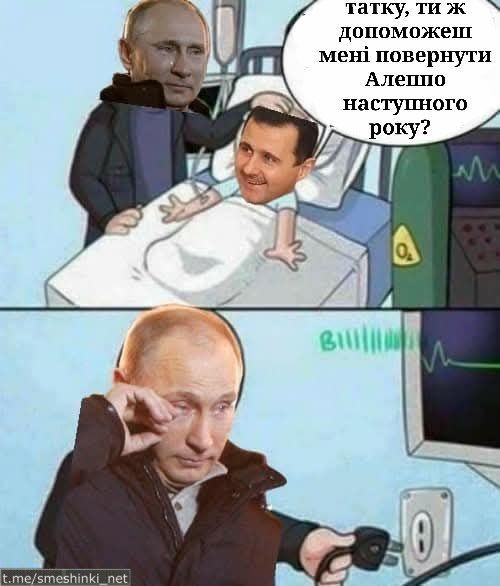 татку, ти ж
допоможеш
мені повернути
Алеппо
наступного
року?
O₂
BIIIIIIIII
t.me/smeshinki_net